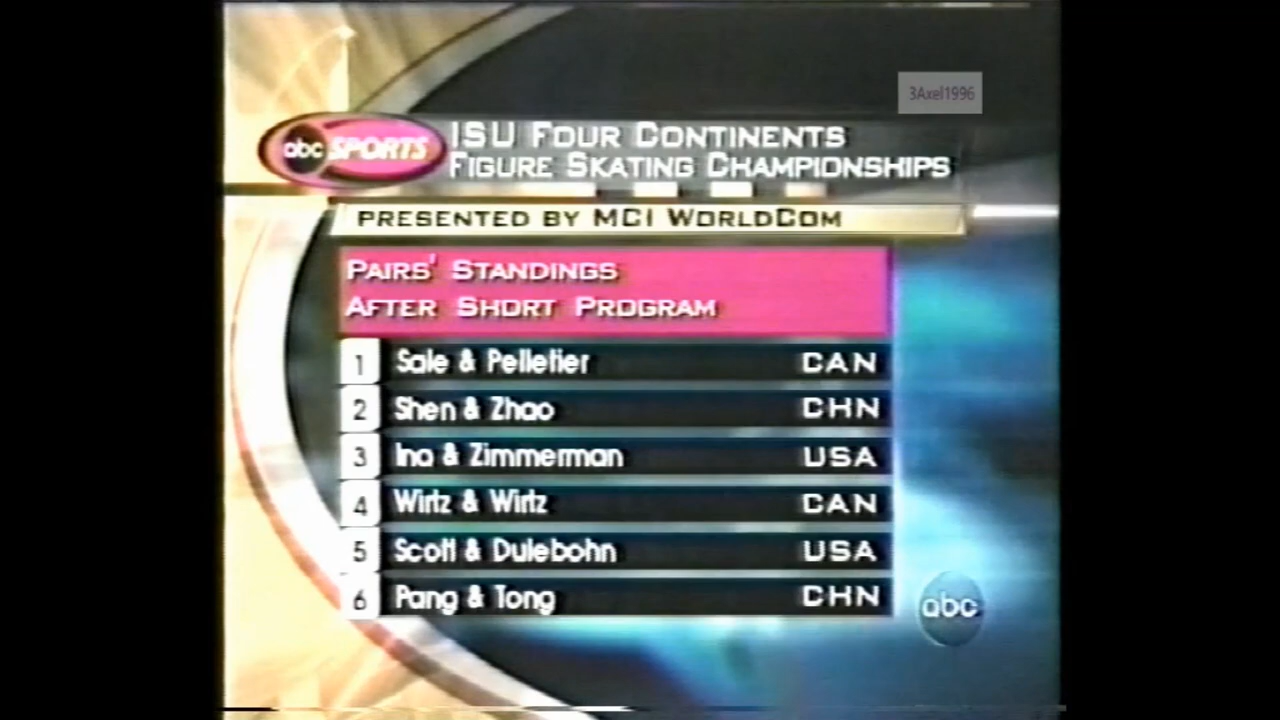 3Axel1996
abc SPORTS
ISU FOUR CONTINENTS
FIGURE SKATING CHAMPIONSHIPS
PRESENTED BY MCI WORLDCOM
PAIRS' STANDINGS
AFTER SHORT PROGRAM
1 Sale & Pelletier CAN
2 Shen & Zhao CHN
3 Ina & Zimmerman USA
4 Wirtz & Wirtz CAN
5 Scott & Dulebohn USA
6 Pang & Tong CHN
abc